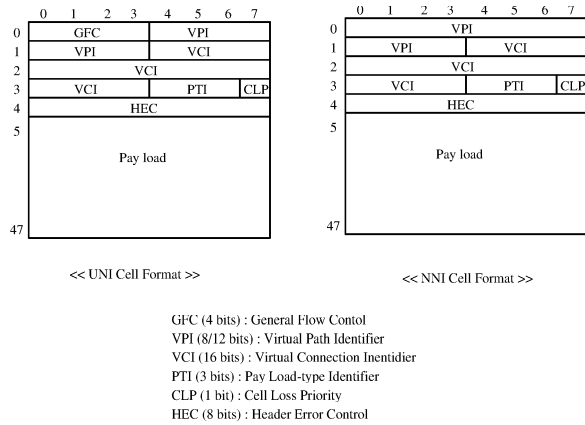 0 1 2 3 4 5 6 7
0 GFC VPI
1 VPI VCI
2 VCI
3 VCI PTI CLP
4 HEC
5
Pay load
47
<< UNI Cell Format >>
0 1 2 3 4 5 6 7
0 VPI
1 VPI VCI
2 VCI
3 VCI PTI CLP
4 HEC
5
Pay load
47
<< NNI Cell Format >>
GFC (4 bits) : General Flow Contol
VPI (8/12 bits) : Virtual Path Identifier
VCI (16 bits) : Virtual Connection Inentidier
PTI (3 bits) : Pay Load-type Identifier
CLP (1 bit) : Cell Loss Priority
HEC (8 bits) : Header Error Control